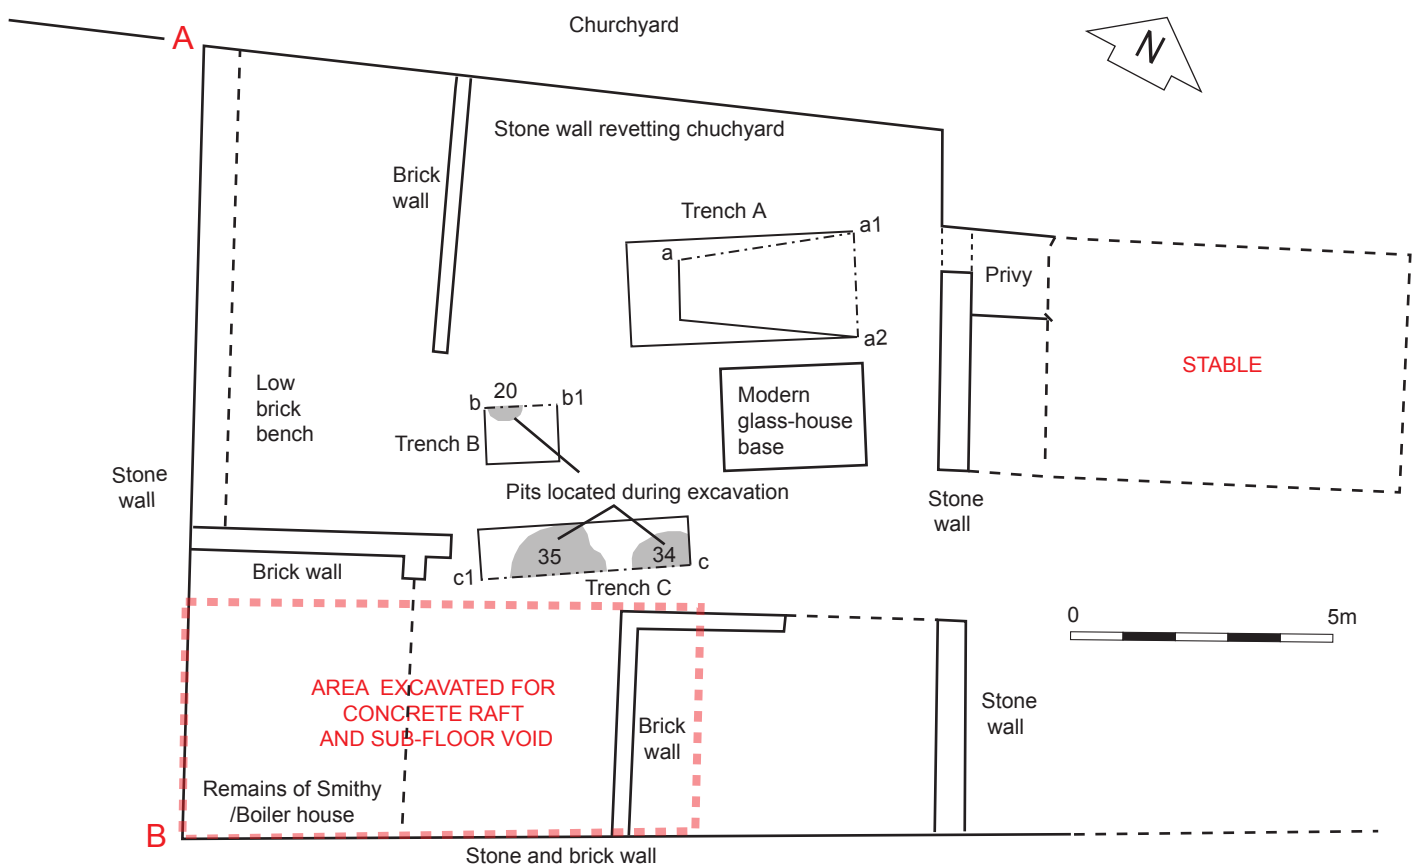 Churchyard
A
N
Stone wall revetting chuchyard
Brick
wall
Trench A
a1
a
a2
Privy
STABLE
Low
brick
bench
20
b
b1
Trench B
Modern
glass-house
base
Stone
wall
Pits located during excavation
Stone
wall
35
34
c1
c
Trench C
Brick wall
0
5m
AREA EXCAVATED FOR
CONCRETE RAFT
AND SUB-FLOOR VOID
Brick
wall
Stone
wall
Remains of Smithy
/Boiler house
B
Stone and brick wall